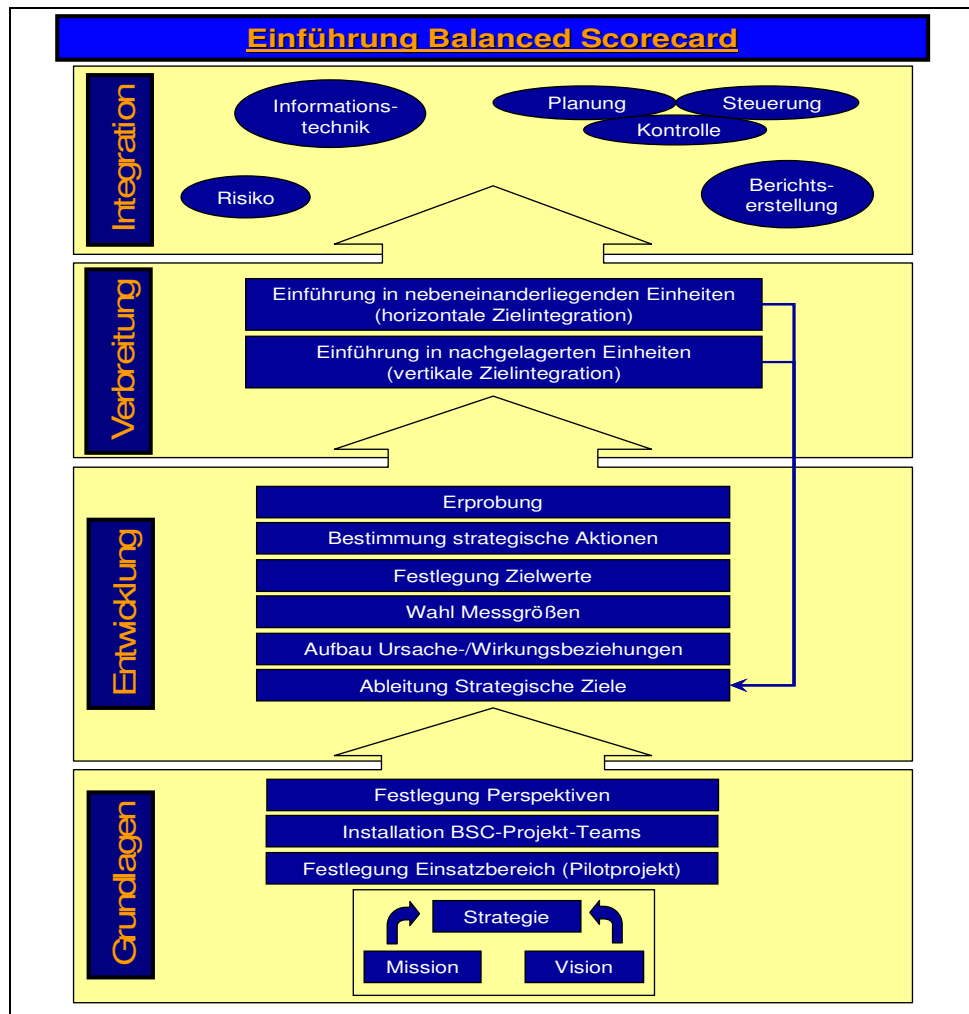 Einführung Balanced Scorecard
Integration
Informations-
technik
Planung
Steuerung
Kontrolle
Risiko
Berichts-
erstellung
Verbreitung
Einführung in nebeneinanderliegenden Einheiten
(horizontale Zielintegration)
Einführung in nachgelagerten Einheiten
(vertikale Zielintegration)
Entwicklung
Erprobung
Bestimmung strategische Aktionen
Festlegung Zielwerte
Wahl Messgrößen
Aufbau Ursache-/Wirkungsbeziehungen
Ableitung Strategische Ziele
Grundlagen
Festlegung Perspektiven
Installation BSC-Projekt-Teams
Festlegung Einsatzbereich (Pilotprojekt)
Strategie
Mission
Vision